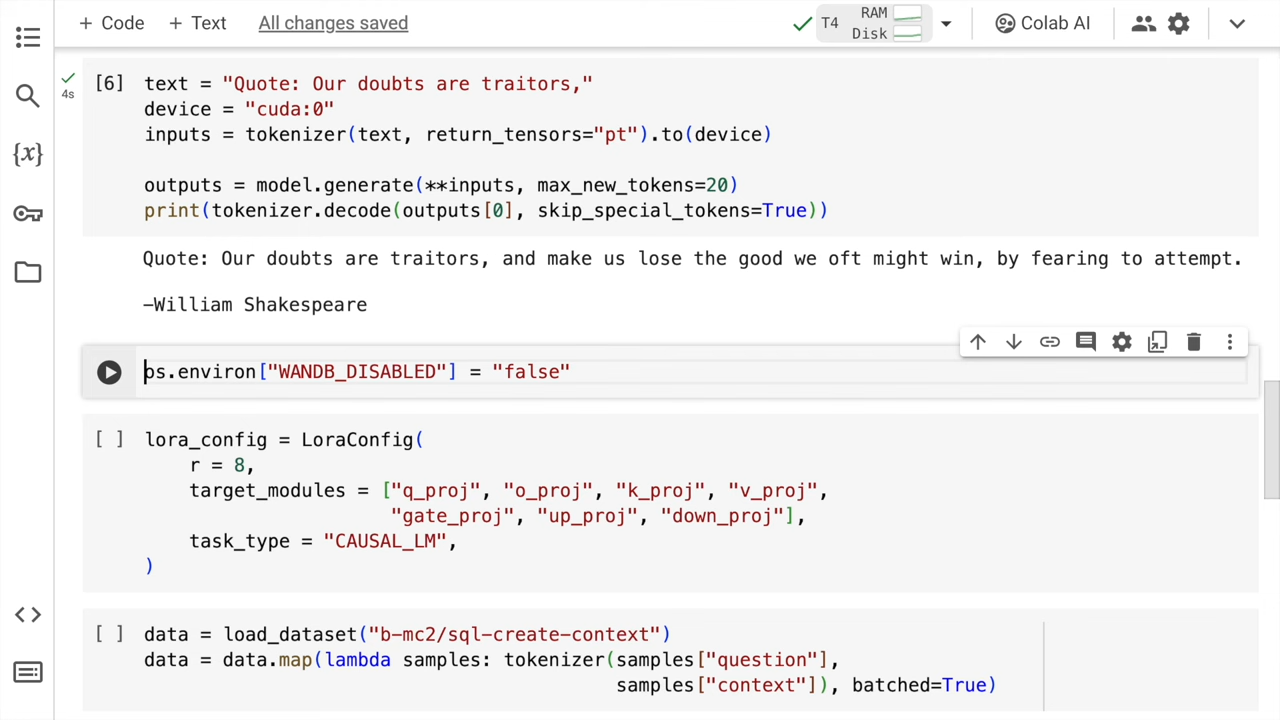 + Code + Text All changes saved T4 RAM Disk Colab AI
[6] text = "Quote: Our doubts are traitors,"
4s
device = "cuda:0"
inputs = tokenizer(text, return_tensors="pt").to(device)
outputs = model.generate(**inputs, max_new_tokens=20)
print(tokenizer.decode(outputs[0], skip_special_tokens=True))
Quote: Our doubts are traitors, and make us lose the good we oft might win, by fearing to attempt.
—William Shakespeare
os.environ["WANDB_DISABLED"] = "false"
[ ] lora_config = LoraConfig(
r = 8,
target_modules = ["q_proj", "o_proj", "k_proj", "v_proj",
"gate_proj", "up_proj", "down_proj"],
task_type = "CAUSAL_LM",
)
[ ] data = load_dataset("b-mc2/sql-create-context")
data = data.map(lambda samples: tokenizer(samples["question"],
samples["context"]), batched=True)